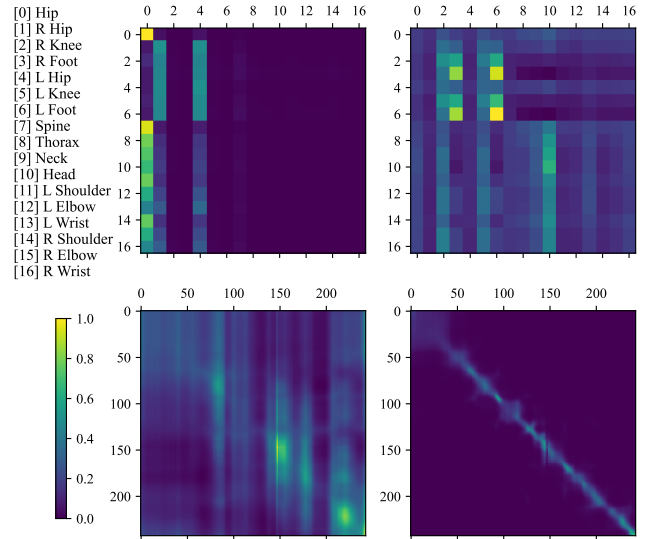 [0] Hip
[1] R Hip
[2] R Knee
[3] R Foot
[4] L Hip
[5] L Knee
[6] L Foot
[7] Spine
[8] Thorax
[9] Neck
[10] Head
[11] L Shoulder
[12] L Elbow
[13] L Wrist
[14] R Shoulder
[15] R Elbow
[16] R Wrist
0 2 4 6 8 10 12 14 16
0
2
4
6
8
10
12
14
16
0 2 4 6 8 10 12 14 16
0
2
4
6
8
10
12
14
16
1.0
0.8
0.6
0.4
0.2
0.0
0 50 100 150 200
0
50
100
150
200
0 50 100 150 200
0
50
100
150
200